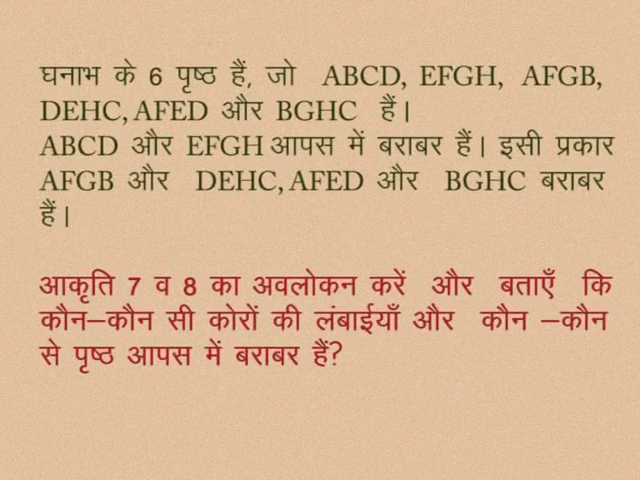 घनाभ के 6 पृष्ठ हैं, जो ABCD, EFGH, AFGB,
DEHC, AFED और BGHC हैं।
ABCD और EFGH आपस में बराबर हैं। इसी प्रकार
AFGB और DEHC, AFED और BGHC बराबर
हैं।
आकृति 7 व 8 का अवलोकन करें और बताएँ कि
कौन–कौन सी कोरों की लंबाईयाँ और कौन –कौन
से पृष्ठ आपस में बराबर हैं?